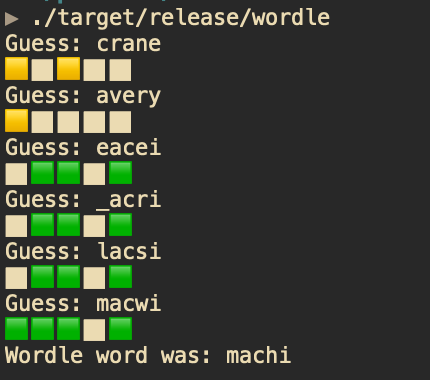 ▶ ./target/release/wordle
Guess: crane
🟨⬜🟨⬜⬜
Guess: avery
🟨⬜⬜⬜⬜
Guess: eacei
⬜🟩🟩⬜🟩
Guess: _acri
⬜🟩🟩⬜🟩
Guess: lacsi
⬜🟩🟩⬜🟩
Guess: macwi
🟩🟩🟩⬜🟩
Wordle word was: machi